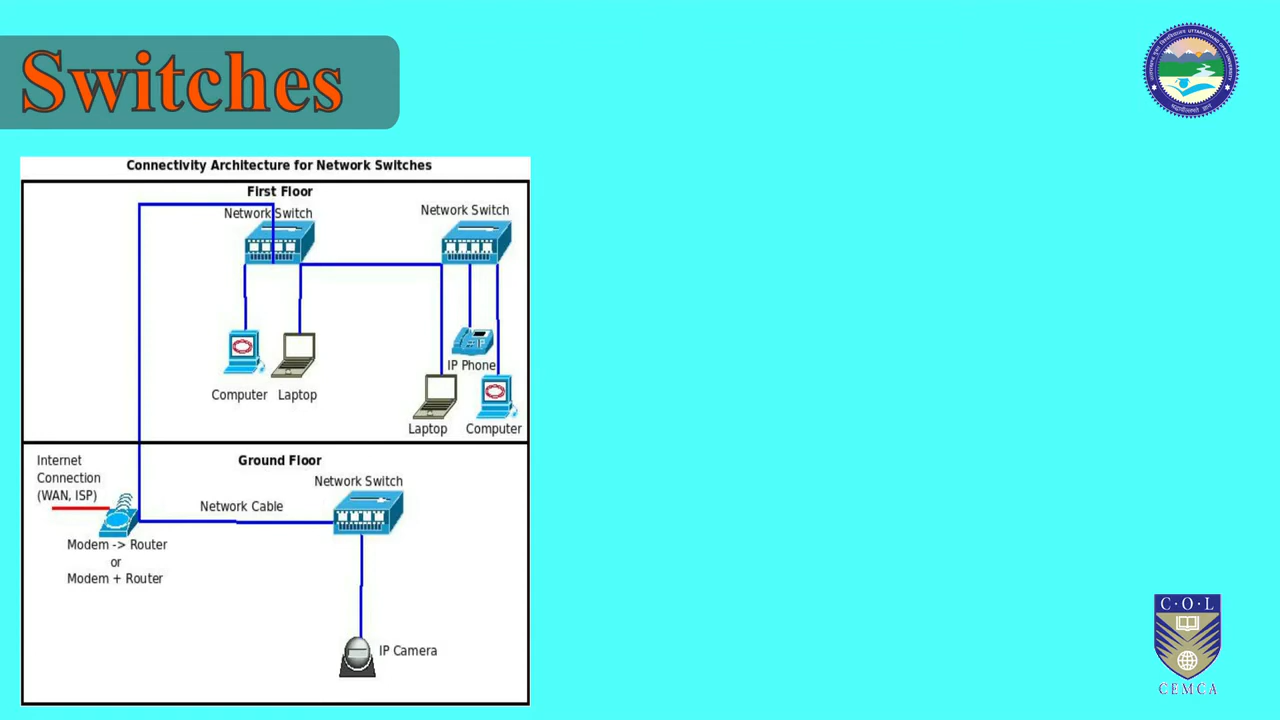 Switches
Connectivity Architecture for Network Switches
First Floor
Network Switch
Network Switch
IP
IP Phone
Computer
Laptop
Laptop
Computer
Internet
Connection
(WAN, ISP)
Ground Floor
Network Switch
Network Cable
Modem -> Router
or
Modem + Router
IP Camera
C·O·L
CEMCA